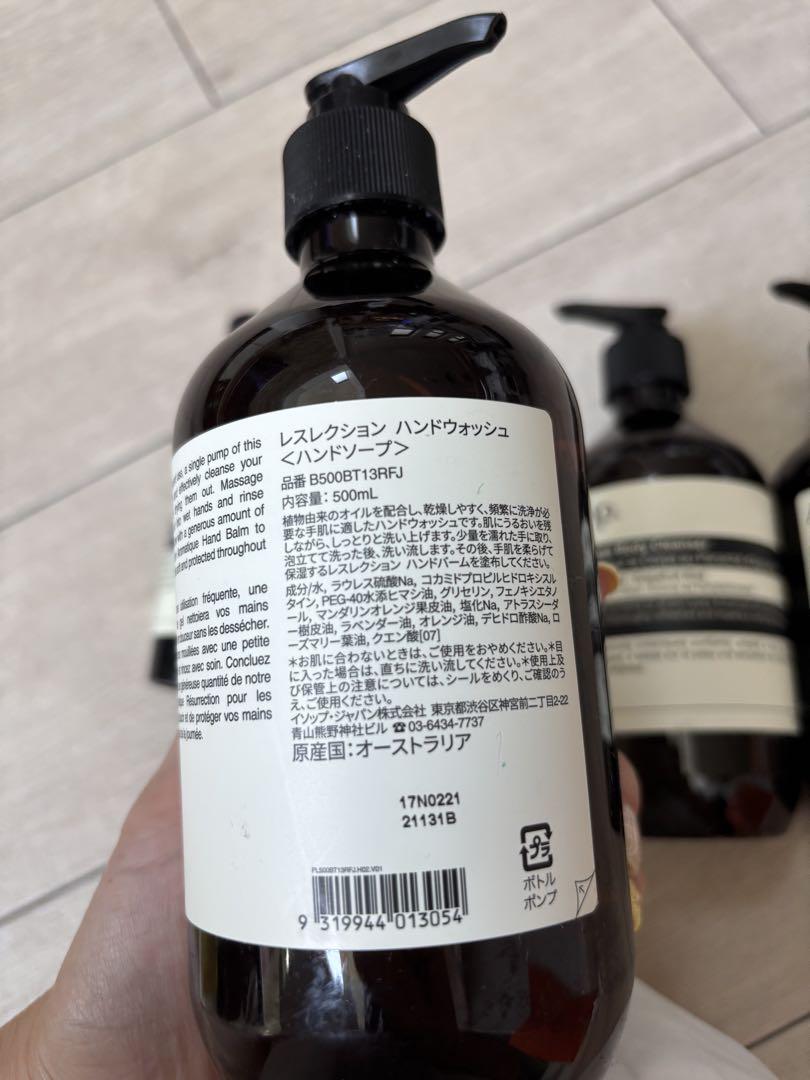 a single pump of this
effectively cleanse your
them out. Massage
wet hands and rinse
with a generous amount of
Aromatique Hand Balm to
and protected throughout
utilisation fréquente, une
gel nettoiera vos mains
douceur sans les dessécher.
mouillées avec une petite
avec soin. Concluez
généreuse quantité de notre
Résurrection pour les
et de protéger vos mains
la journée.
レスレクション ハンドウォッシュ
＜ハンドソープ＞
品番 B500BT13RFJ
内容量：500mL
植物由来のオイルを配合し、乾燥しやすく、頻繁に洗浄が必
要な手肌に適したハンドウォッシュです。肌にうるおいを残
しながら、しっとりと洗い上げます。少量を濡れた手に取り、
泡立てて洗った後、洗い流します。その後、手肌を柔らげて
保湿するレスレクション ハンドバームを塗布してください。
成分/水、ラウレス硫酸Na、コカミドプロピルヒドロキシスル
タイン、PEG-40水添ヒマシ油、グリセリン、フェノキシエタノ
ール、マンダリンオレンジ果皮油、塩化Na、アトラスシーダ
ー樹皮油、ラベンダー油、オレンジ油、デヒドロ酢酸Na、ロ
ーズマリー葉油、クエン酸[07]
＊お肌に合わないときは、ご使用をおやめください。＊目
に入った場合は、直ちに洗い流してください。＊使用上及
び保管上の注意については、シールをめくり、ご確認のう
え、ご使用ください。
イソップ・ジャパン株式会社 東京都渋谷区神宮前二丁目2-22
青山熊野神社ビル ☎03-6434-7737
原産国：オーストラリア
17N0221
21131B
PL500BT13RFJ.H02.V01
9 319944 013054
プラ
ボトル
ポンプ